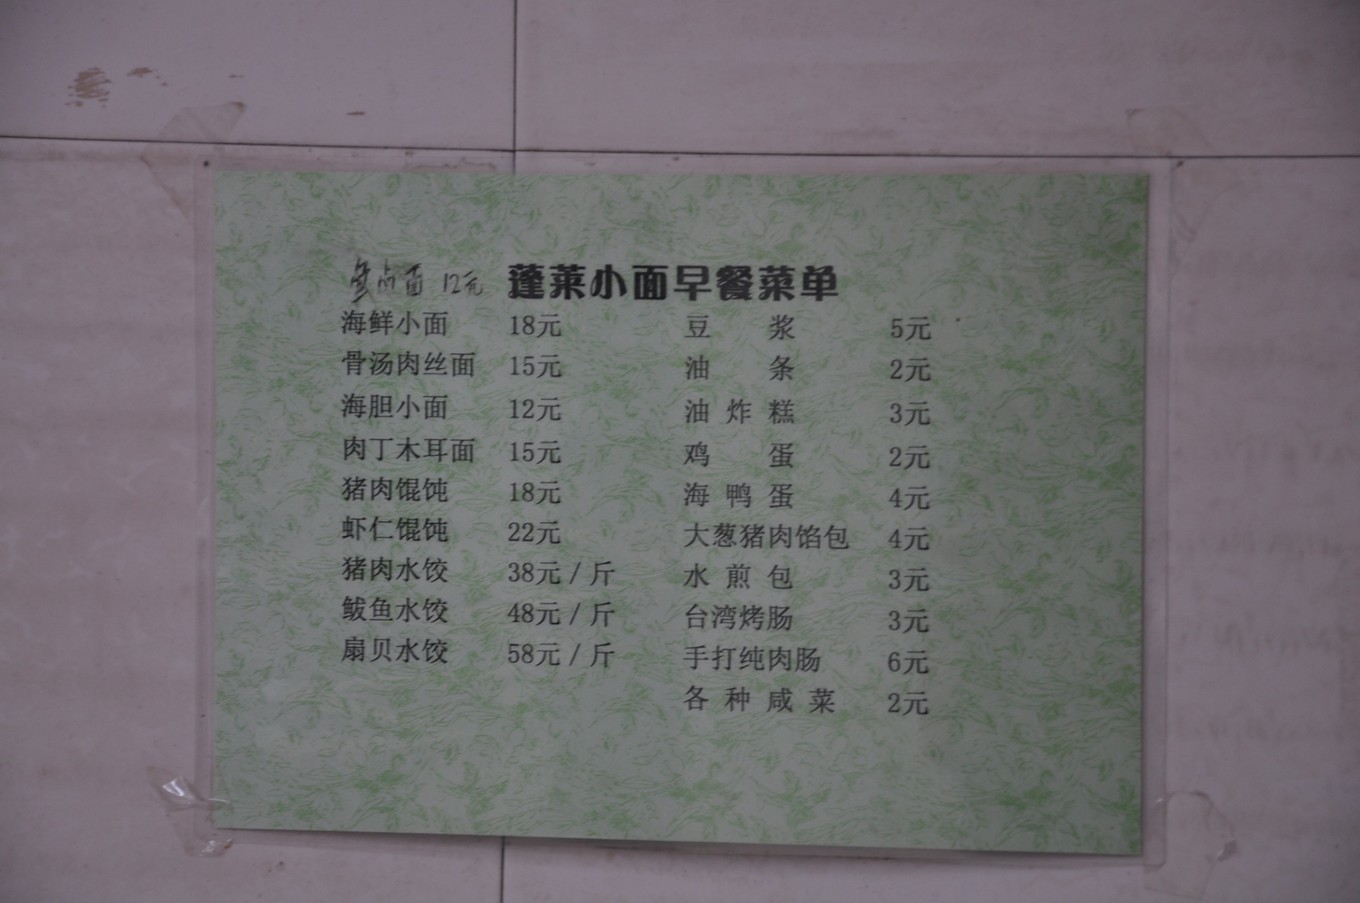 蓬莱小面早餐菜单
面 12元
海鲜小面 18元
骨汤肉丝面 15元
海胆小面 12元
肉丁木耳面 15元
猪肉馄饨 18元
虾仁馄饨 22元
猪肉水饺 38元/斤
鲅鱼水饺 48元/斤
扇贝水饺 58元/斤
豆浆 5元
油条 2元
油炸糕 3元
鸡蛋 2元
海鸭蛋 4元
大葱猪肉馅包 4元
水煎包 3元
台湾烤肠 3元
手打纯肉肠 6元
各种咸菜 2元